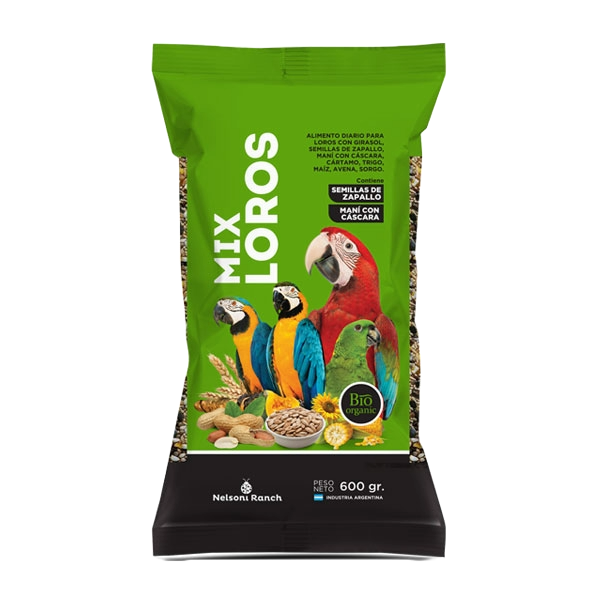 MIX
LOROS
ALIMENTO DIARIO PARA
LOROS CON GIRASOL,
SEMILLAS DE ZAPALLO,
MANÍ CON CÁSCARA,
CÁRTAMO, TRIGO,
MAÍZ, AVENA, SORGO.
Contiene
SEMILLAS DE
ZAPALLO
MANÍ CON
CÁSCARA
Bio
organic
Nelsoni Ranch
PESO
NETO
600 gr.
INDUSTRIA ARGENTINA